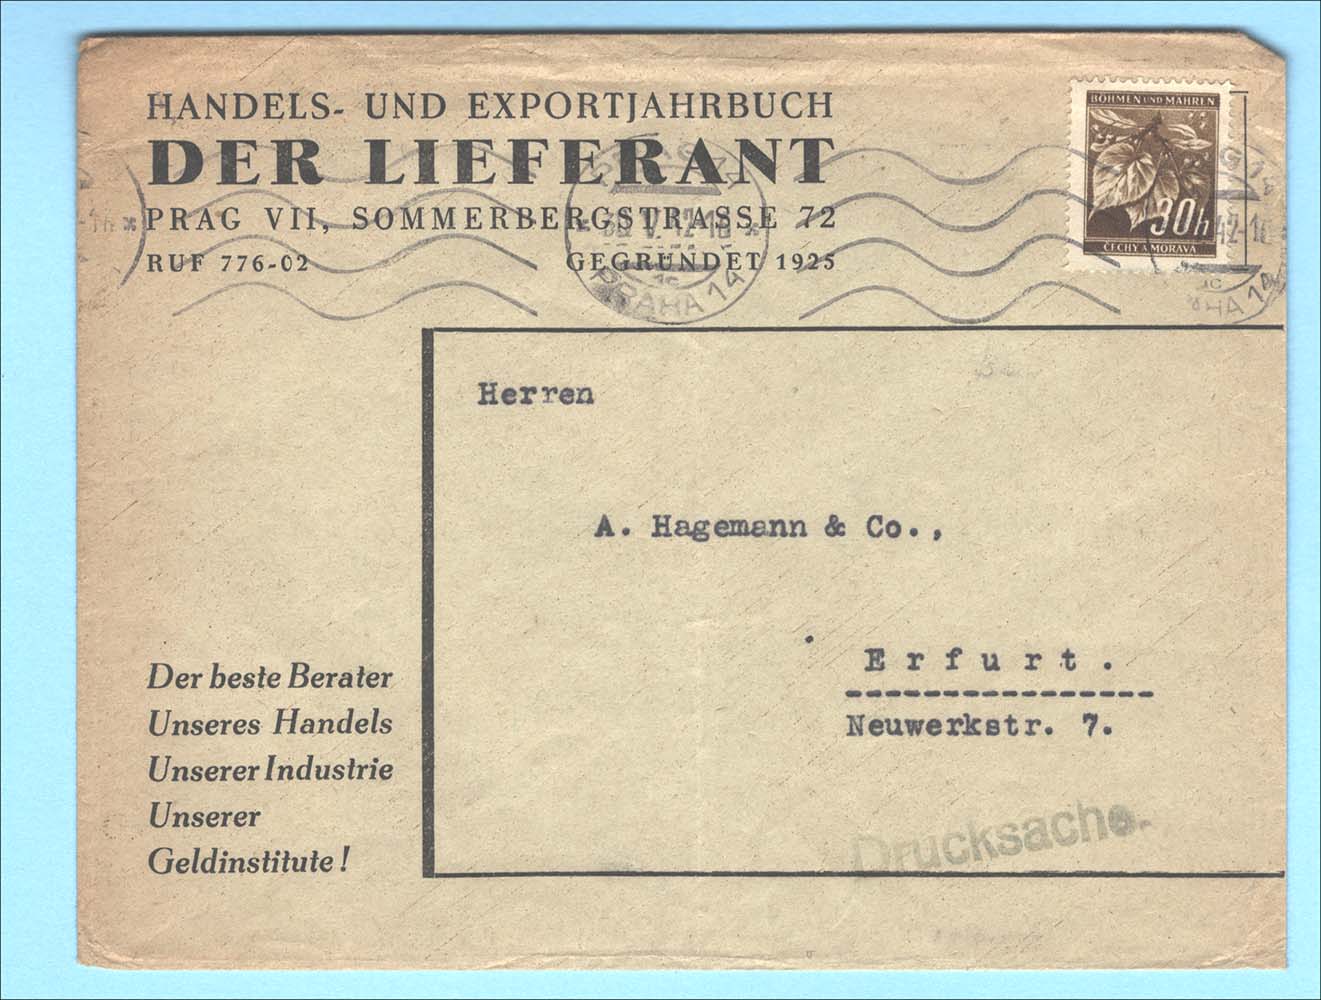 HANDELS- UND EXPORTJAHRBUCH
DER LIEFERANT
PRAG VII, SOMMERBERGSTRASSE 72
RUF 776-02 GEGRÜNDET 1925
BÖHMEN UND MÄHREN
30h
ČECHY A MORAVA
PRAHA 14
Herren
A. Hagemann & Co.,
Erfurt.
Neuwerkstr. 7.
Drucksache.
Der beste Berater
Unseres Handels
Unserer Industrie
Unserer
Geldinstitute!